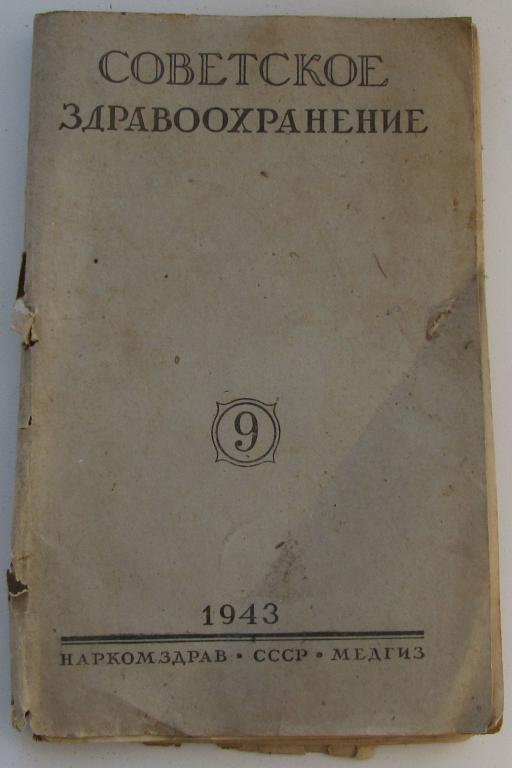 СОВЕТСКОЕ
ЗДРАВООХРАНЕНИЕ
9
1943
НАРКОМЗДРАВ • СССР • МЕДГИЗ